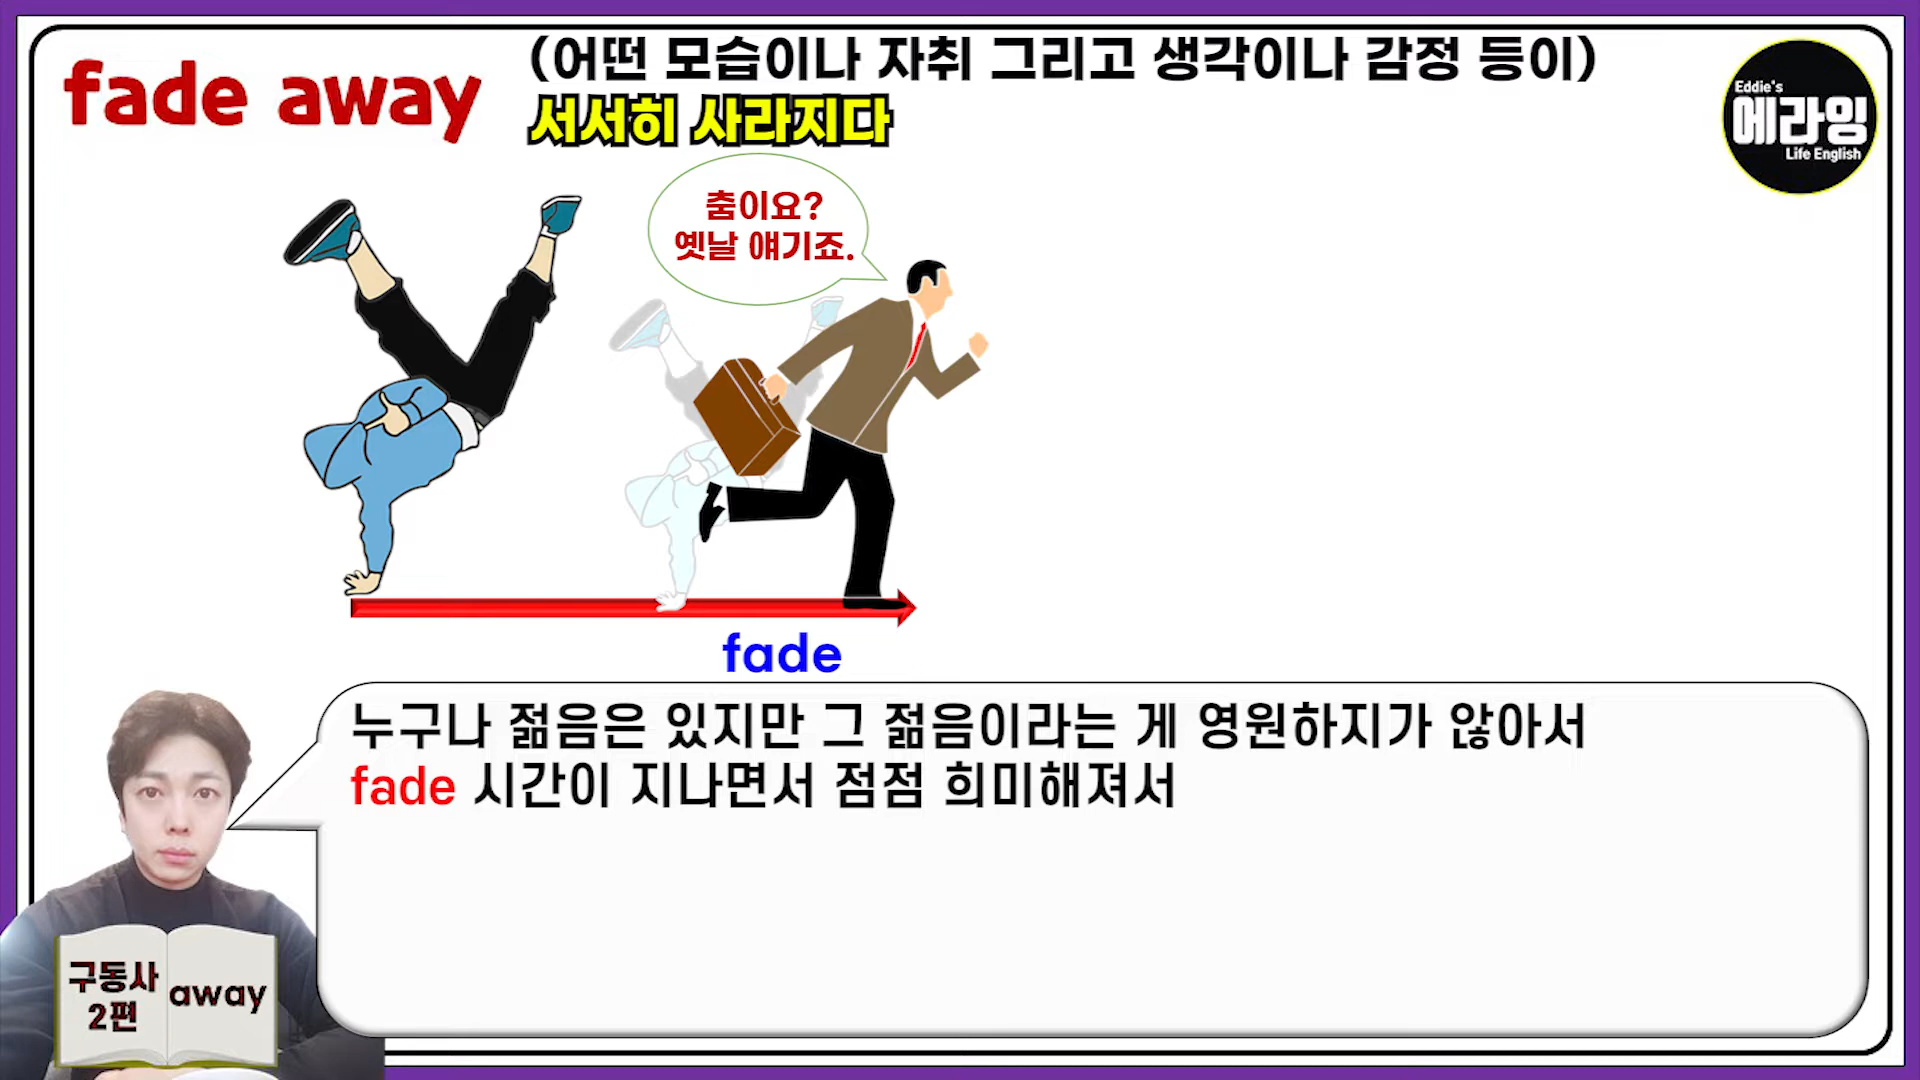 fade away
(어떤 모습이나 자취 그리고 생각이나 감정 등이)
서서히 사라지다
Eddie's
에라잉
Life English
춤이요?
옛날 얘기죠.
fade
누구나 젊음은 있지만 그 젊음이라는 게 영원하지가 않아서
fade 시간이 지나면서 점점 희미해져서
구동사
2편
away